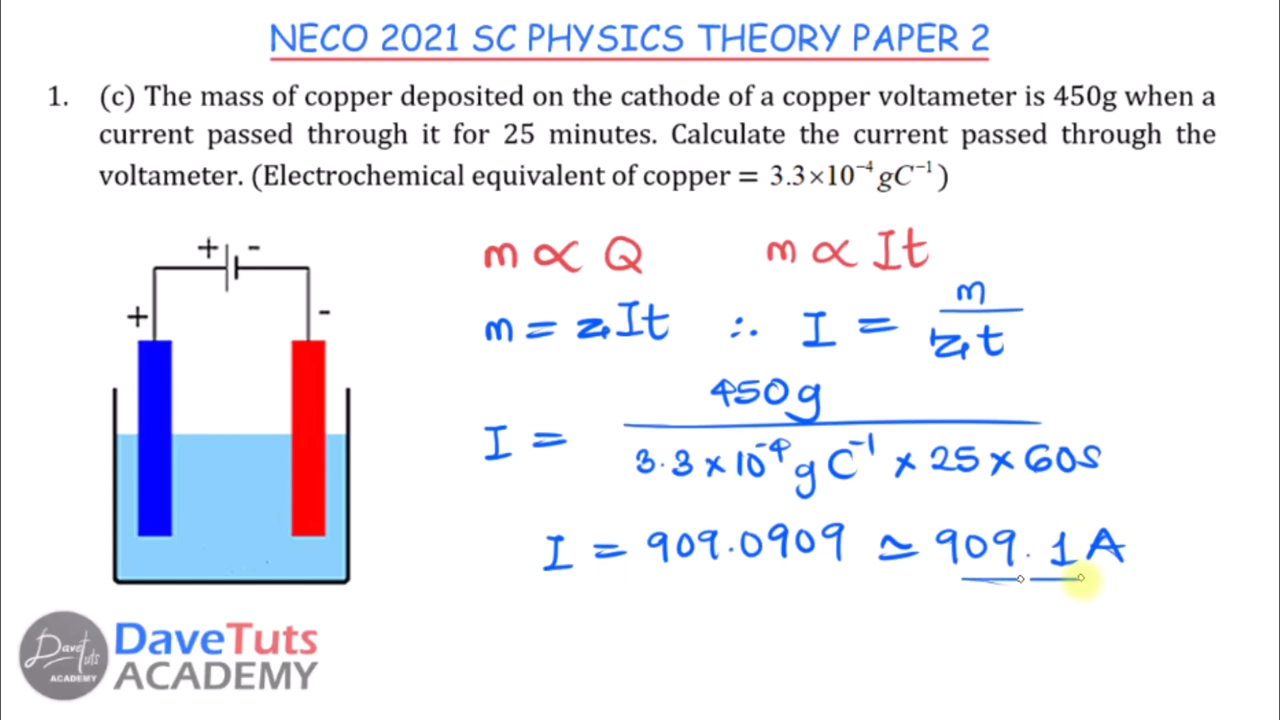 NECO 2021 SC PHYSICS THEORY PAPER 2
1. (c) The mass of copper deposited on the cathode of a copper voltameter is 450g when a
current passed through it for 25 minutes. Calculate the current passed through the
voltameter. (Electrochemical equivalent of copper = 3.3×10⁻⁴ gC⁻¹)
+ -
+ -
m ∝ Q m ∝ It
m = zIt ∴ I = m / zt
I = 450g / 3.3 × 10⁻⁴ g C⁻¹ × 25 × 60s
I = 909.0909 ≃ 909.1A
Dave Tuts ACADEMY
DaveTuts
ACADEMY